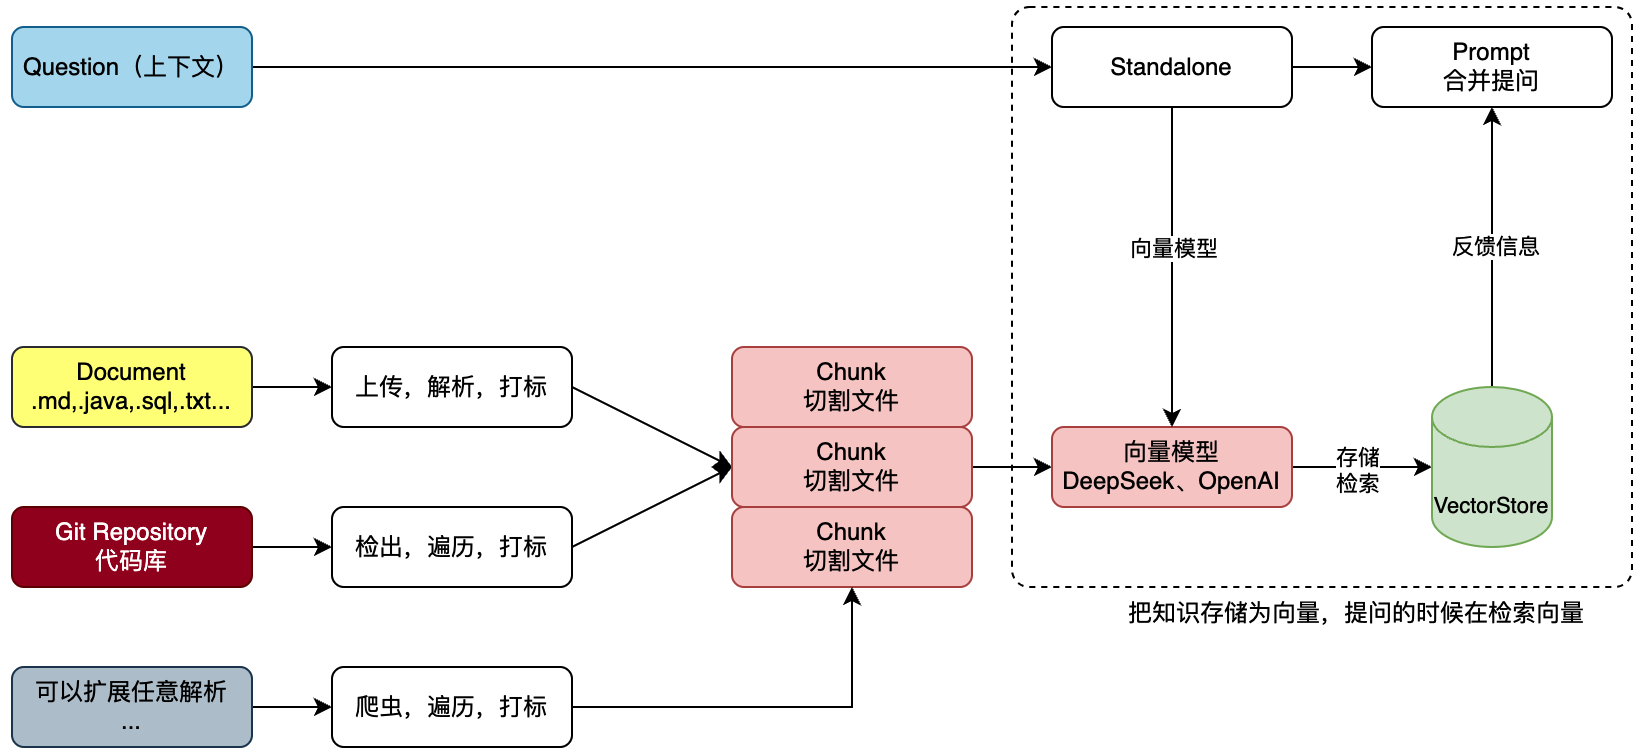 Question（上下文）
Standalone
Prompt
合并提问
向量模型
反馈信息
Document
.md,.java,.sql,.txt...
上传，解析，打标
Chunk
切割文件
Chunk
切割文件
Chunk
切割文件
向量模型
DeepSeek、OpenAI
存储
检索
VectorStore
Git Repository
代码库
检出，遍历，打标
把知识存储为向量，提问的时候在检索向量
可以扩展任意解析
...
爬虫，遍历，打标